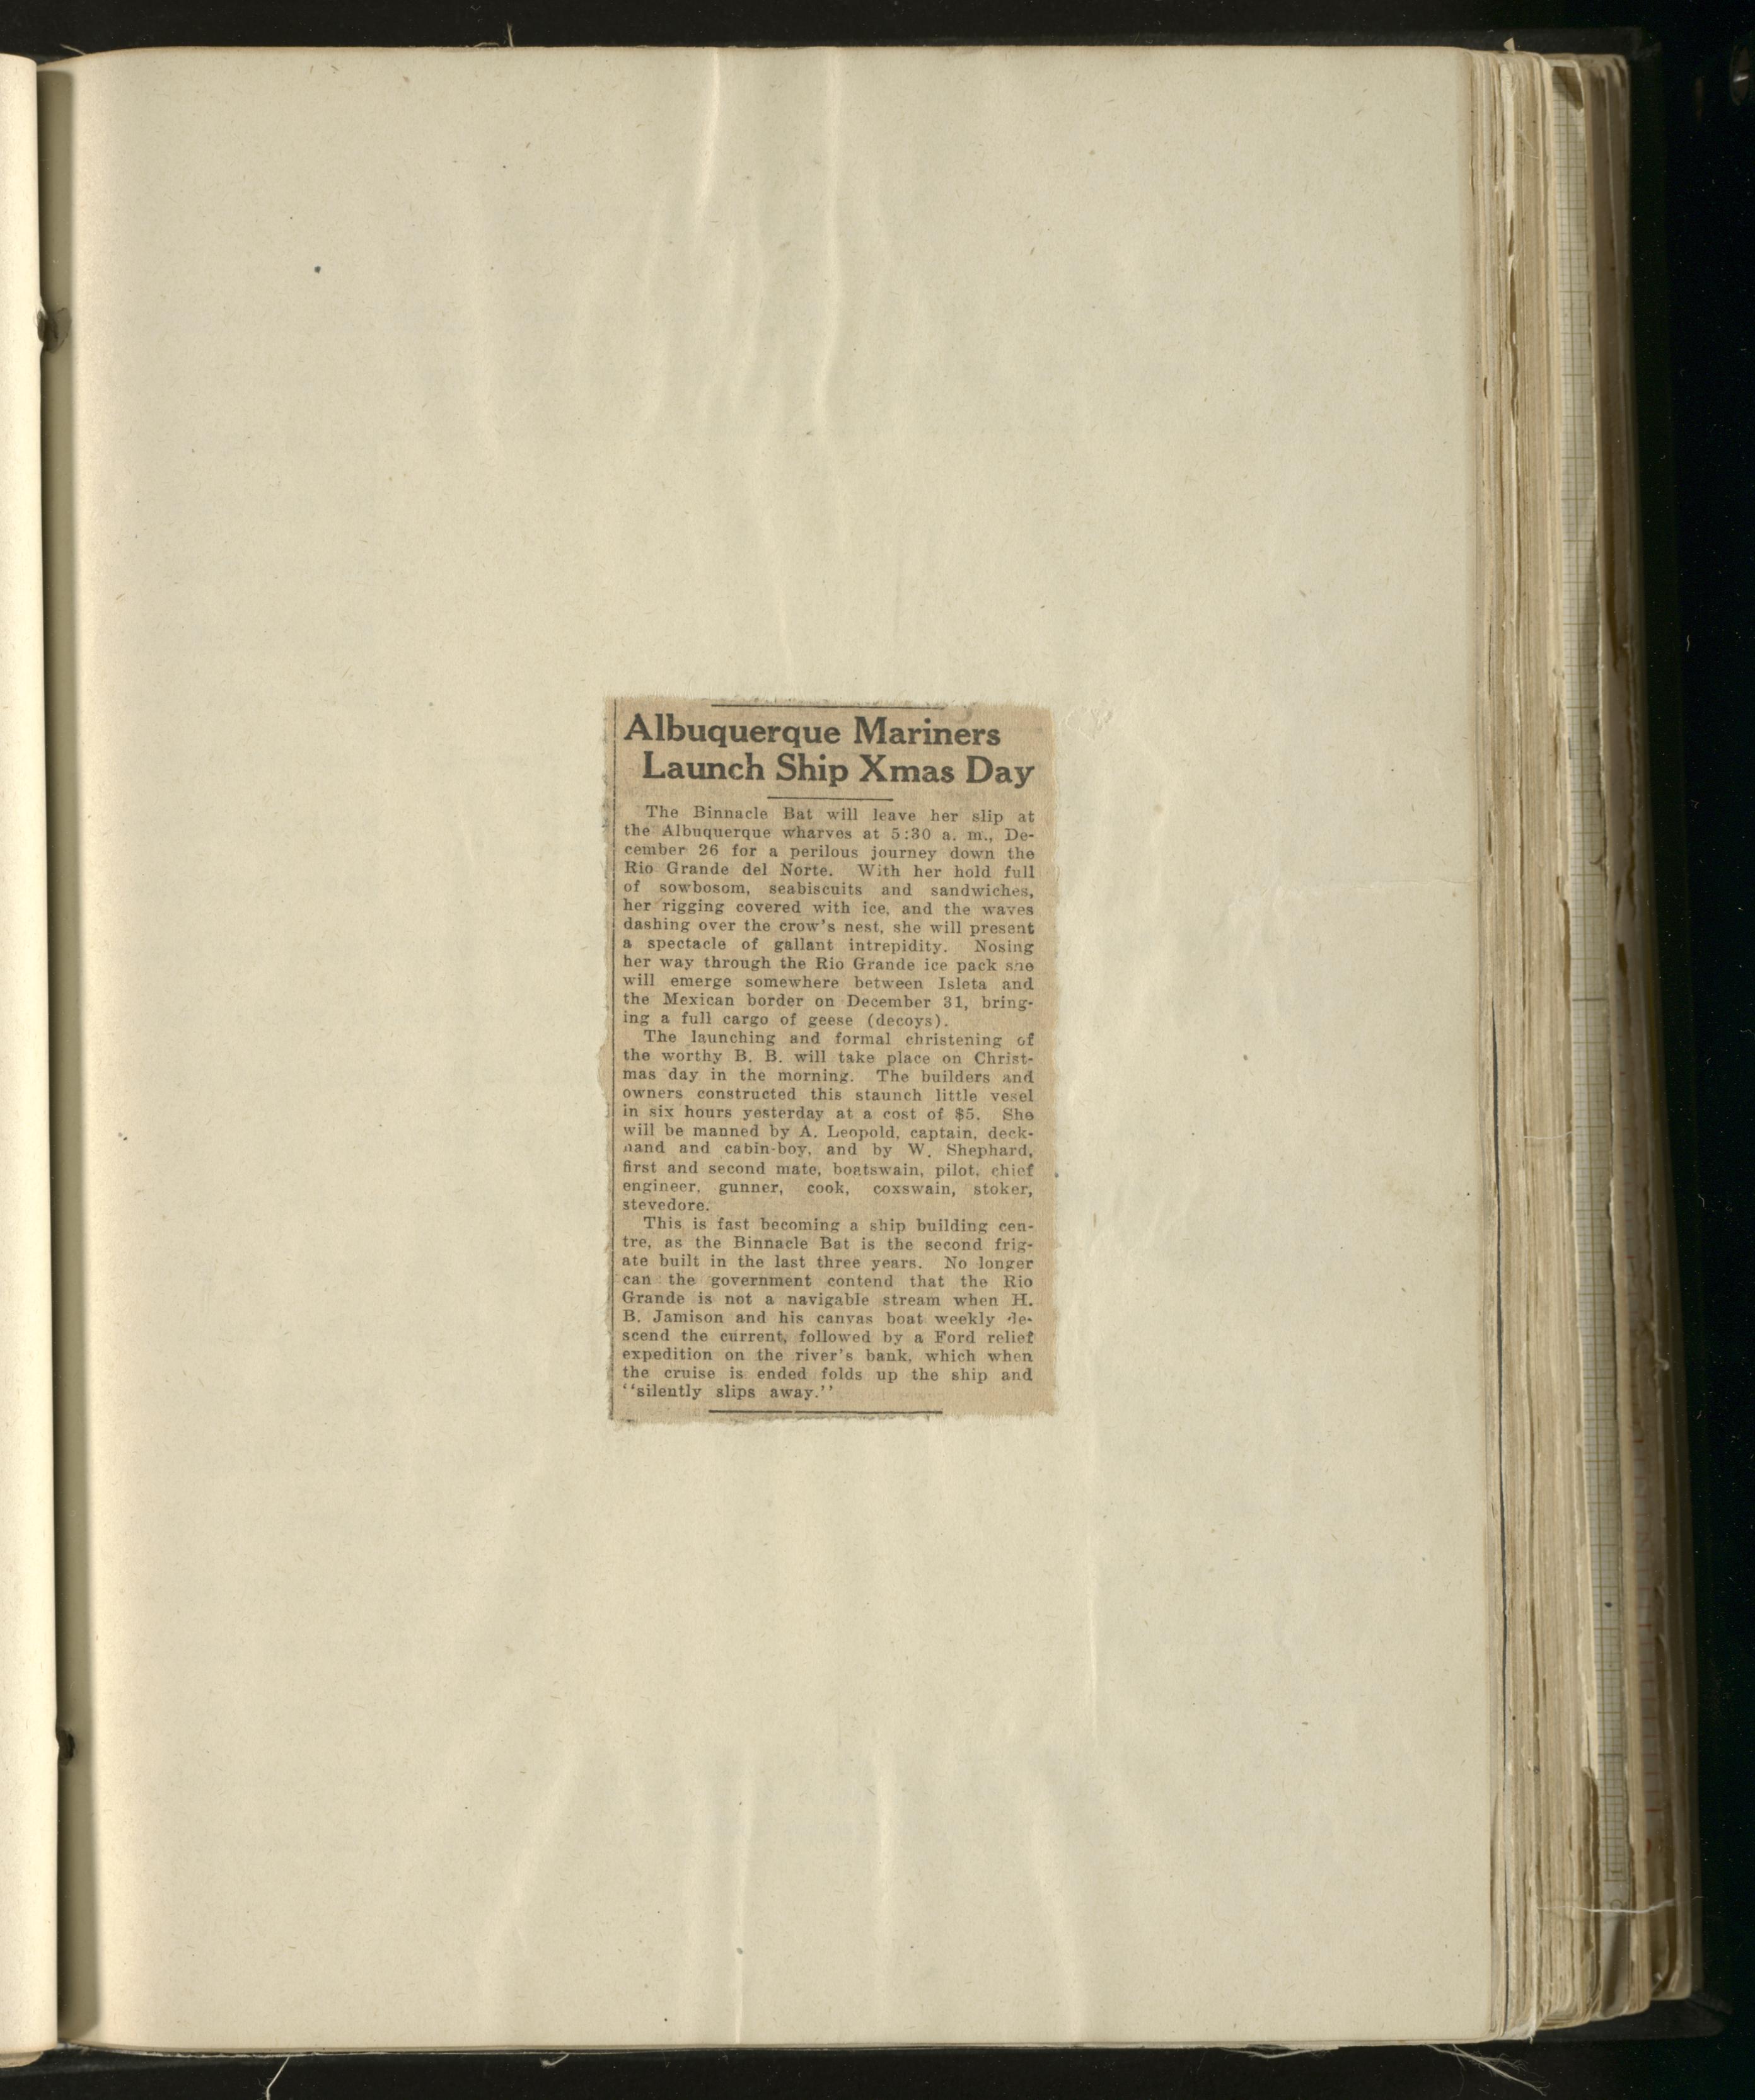 Albuquerque Mariners
Launch Ship Xmas Day
The Binnacle Bat will leave her slip at
the Albuquerque wharves at 5:30 a. m., De-
cember 26 for a perilous journey down the
Rio Grande del Norte. With her hold full
of sowbosom, seabiscuits and sandwiches,
her rigging covered with ice, and the waves
dashing over the crow's nest, she will present
a spectacle of gallant intrepidity. Nosing
her way through the Rio Grande ice pack she
will emerge somewhere between Isleta and
the Mexican border on December 31, bring-
ing a full cargo of geese (decoys).
The launching and formal christening of
the worthy B. B. will take place on Christ-
mas day in the morning. The builders and
owners constructed this staunch little vesel
in six hours yesterday at a cost of $5. She
will be manned by A. Leopold, captain, deck-
hand and cabin-boy, and by W. Shephard,
first and second mate, boatswain, pilot, chief
engineer, gunner, cook, coxswain, stoker,
stevedore.
This is fast becoming a ship building cen-
tre, as the Binnacle Bat is the second frig-
ate built in the last three years. No longer
can the government contend that the Rio
Grande is not a navigable stream when H.
B. Jamison and his canvas boat weekly de-
scend the current, followed by a Ford relief
expedition on the river's bank, which when
the cruise is ended folds up the ship and
''silently slips away.''